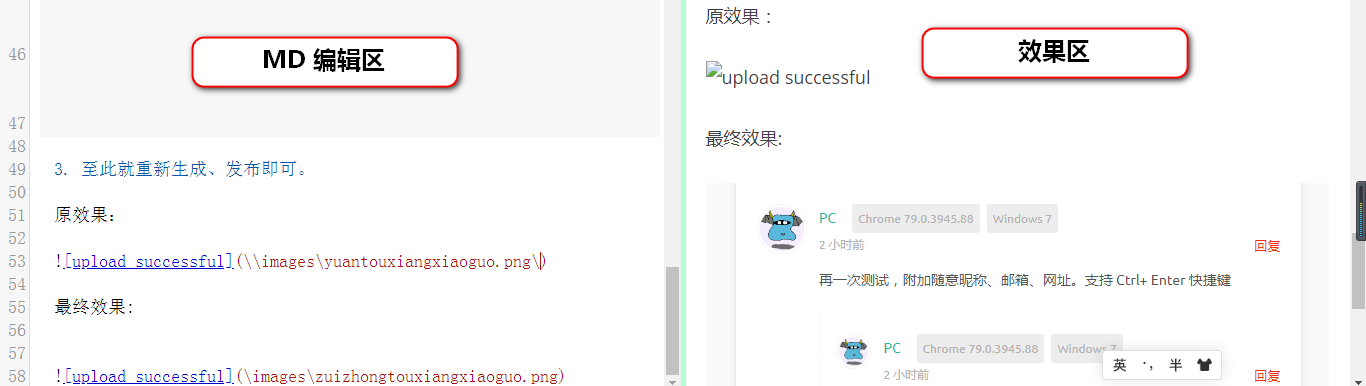 46
MD 编辑区
47
48
49 3. 至此就重新生成、发布即可。
50
51 原效果:
52
53 ![upload successful](\\images\yuantouxiangxiaoguo.png\)
54
55 最终效果:
56
57
58 ![upload successful](\images\zuizhongtouxiangxiaoguo.png)
原效果：
效果区
upload successful
最终效果:
PC Chrome 79.0.3945.88 Windows 7
2 小时前 回复
再一次测试，附加随意昵称、邮箱、网址。支持 Ctrl+ Enter 快捷键
PC Chrome 79.0.3945.88 Windows 7
英 ·, 半
2 小时前 回复